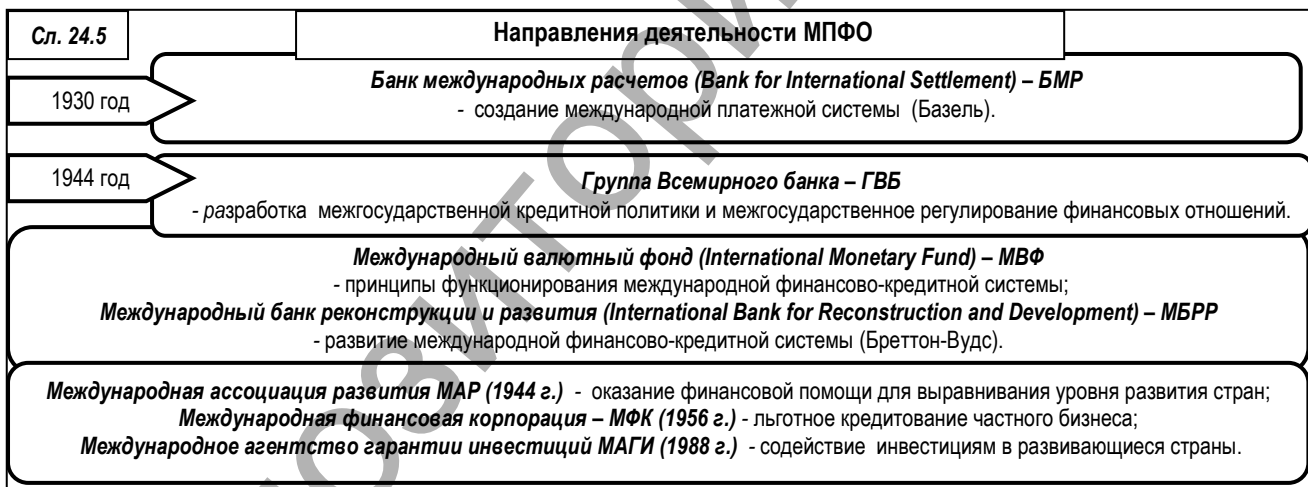 Сл. 24.5
Направления деятельности МПФО
1930 год
Банк международных расчетов (Bank for International Settlement) – БМР
- создание международной платежной системы (Базель).
1944 год
Группа Всемирного банка – ГВБ
- разработка межгосударственной кредитной политики и межгосударственное регулирование финансовых отношений.
Международный валютный фонд (International Monetary Fund) – МВФ
- принципы функционирования международной финансово-кредитной системы;
Международный банк реконструкции и развития (International Bank for Reconstruction and Development) – МБРР
- развитие международной финансово-кредитной системы (Бреттон-Вудс).
Международная ассоциация развития МАР (1944 г.) - оказание финансовой помощи для выравнивания уровня развития стран;
Международная финансовая корпорация – МФК (1956 г.) - льготное кредитование частного бизнеса;
Международное агентство гарантии инвестиций МАГИ (1988 г.) - содействие инвестициям в развивающиеся страны.